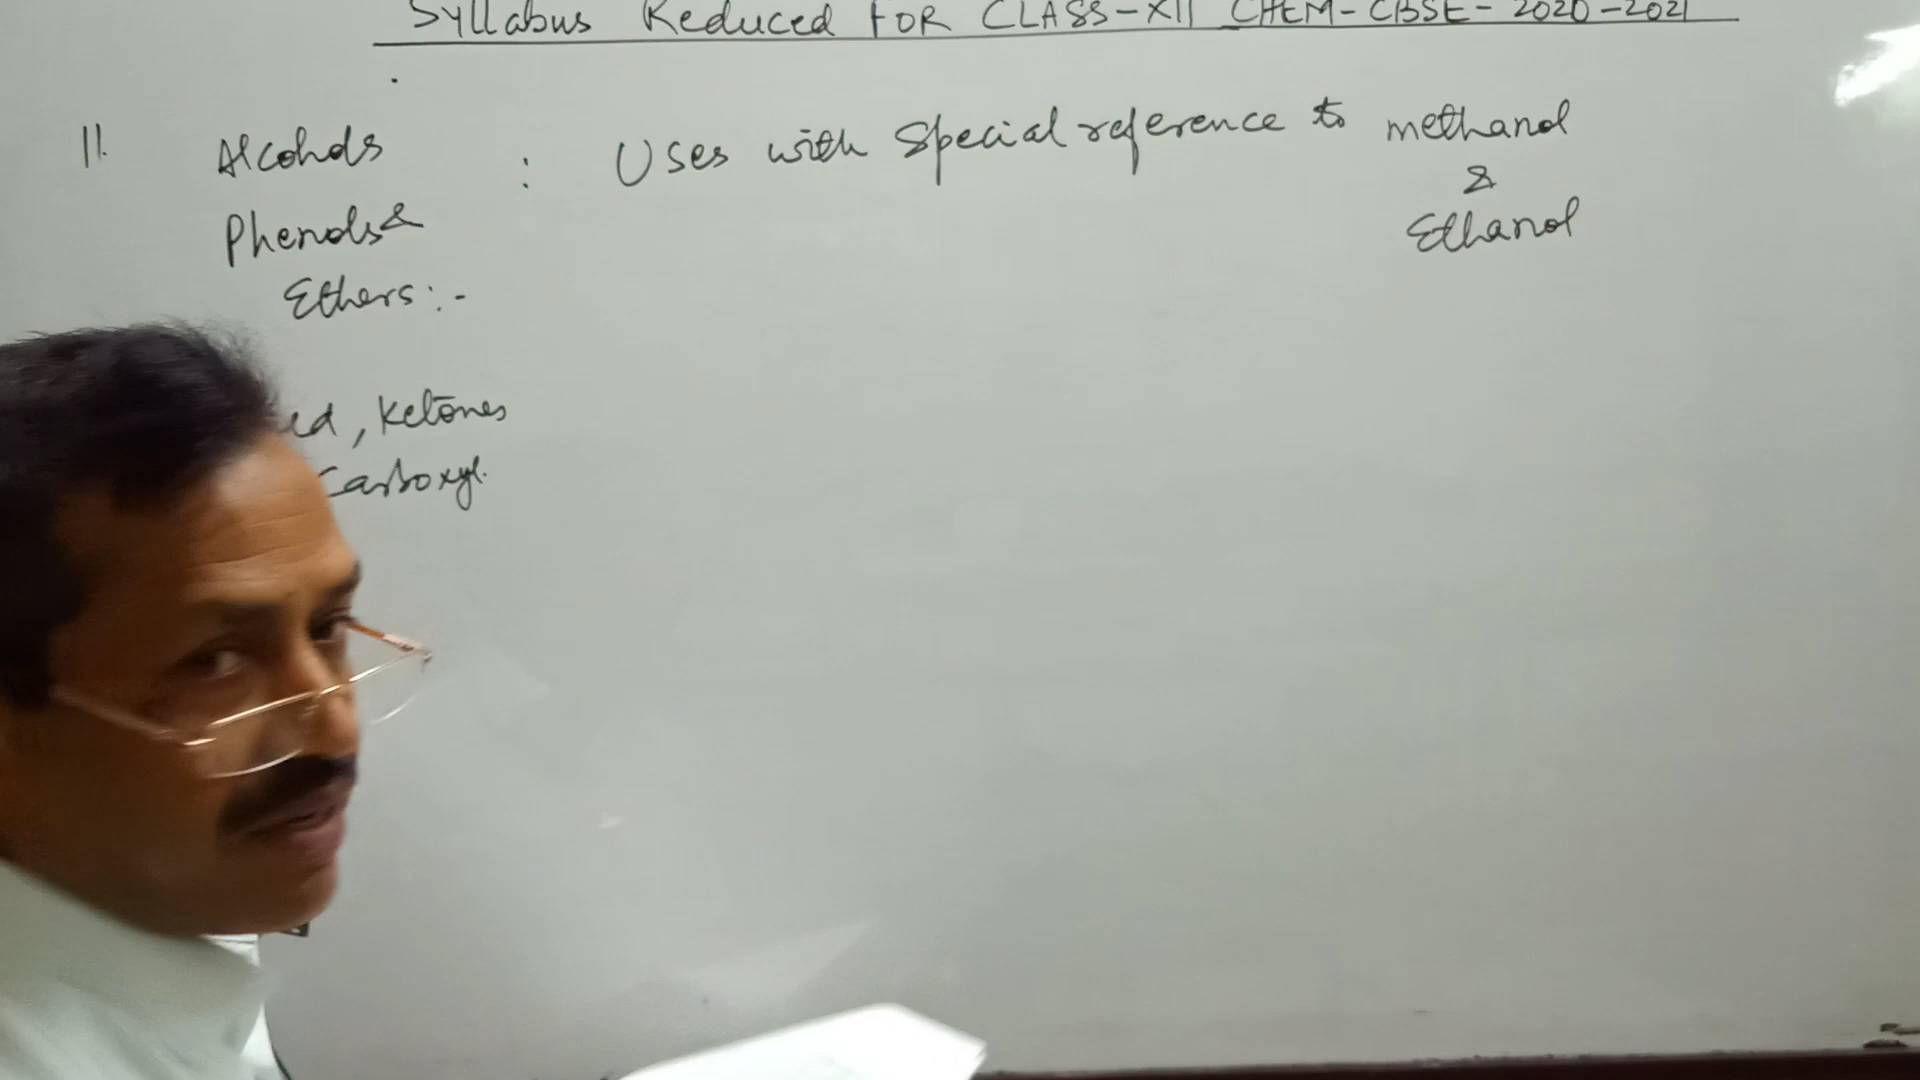 Syllabus Reduced FOR CLASS-XII CHEM-CBSE-2020-2021
11. Alcohols : Uses with Special reference to methanol
&
Phenols & Ethanol
Ethers:-
, Ketones
Carboxyl.